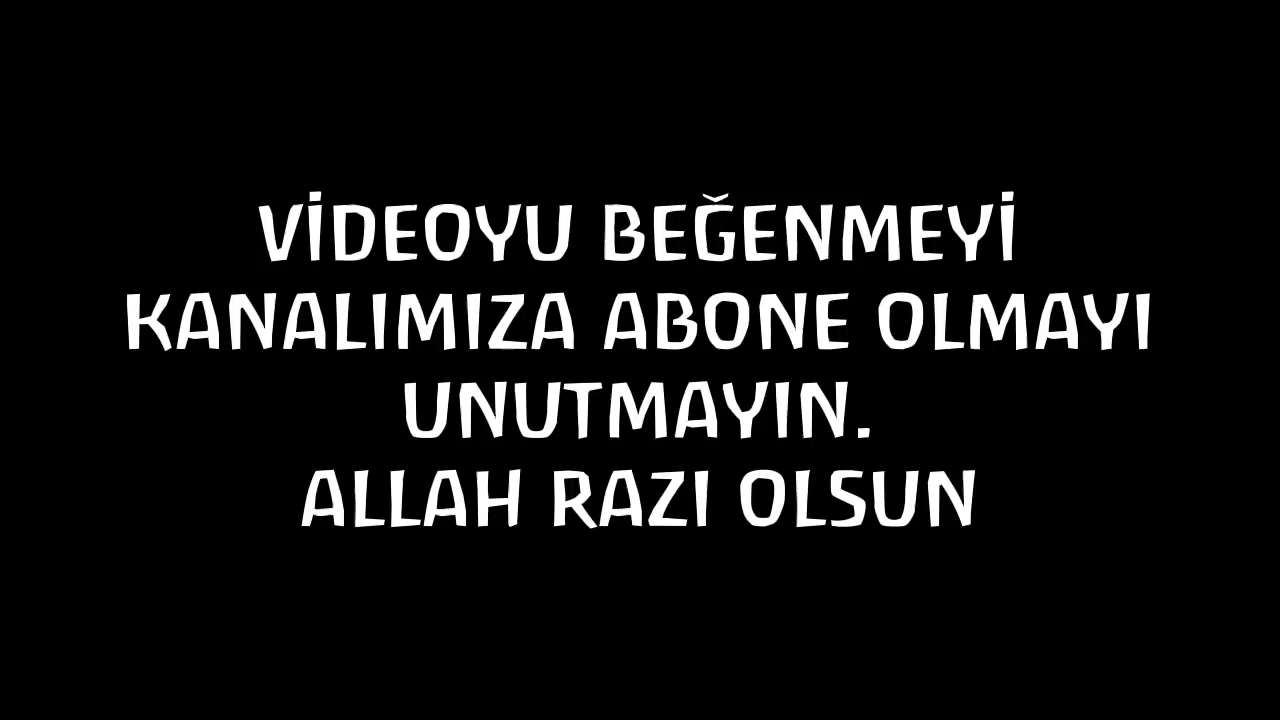 VİDEOYU BEĞENMEYİ
KANALIMIZA ABONE OLMAYI
UNUTMAYIN.
ALLAH RAZI OLSUN